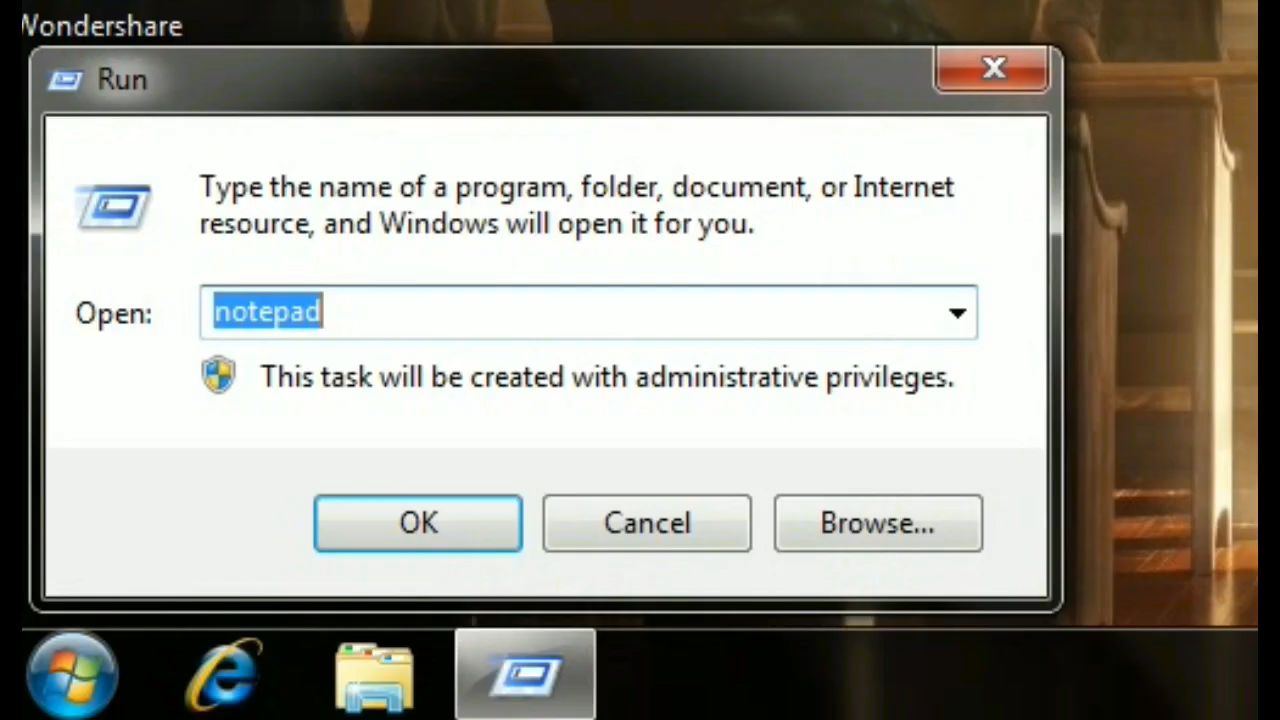 Wondershare
Run
Type the name of a program, folder, document, or Internet
resource, and Windows will open it for you.
Open:
notepad
This task will be created with administrative privileges.
OK
Cancel
Browse...